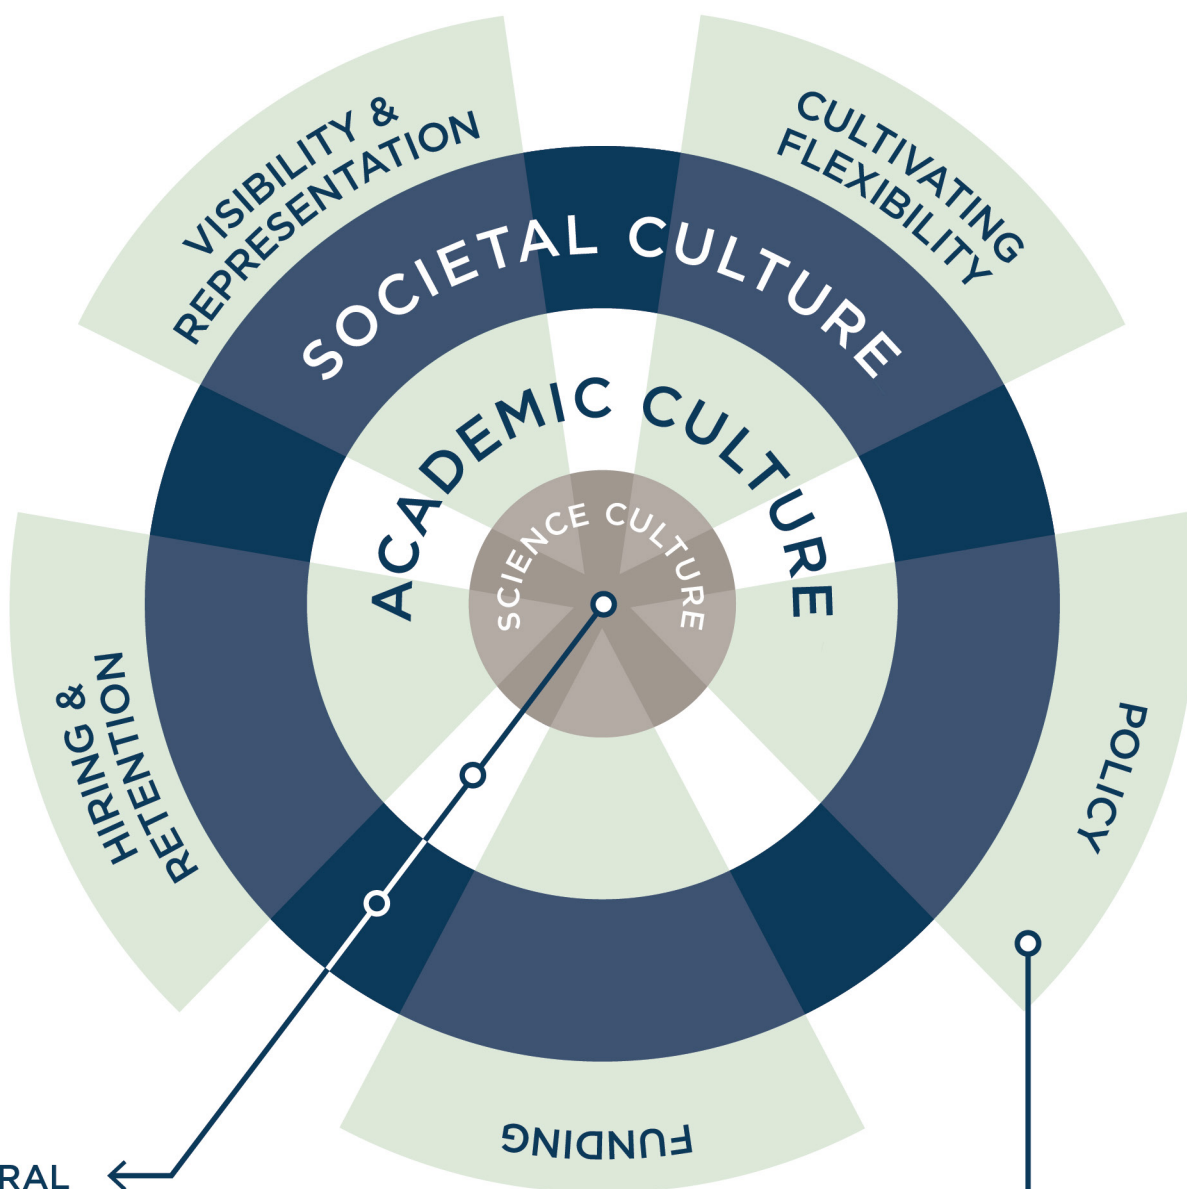 VISIBILITY &
REPRESENTATION
CULTIVATING
FLEXIBILITY
SOCIETAL CULTURE
ACADEMIC CULTURE
SCIENCE CULTURE
HIRING &
RETENTION
POLICY
FUNDING
RAL